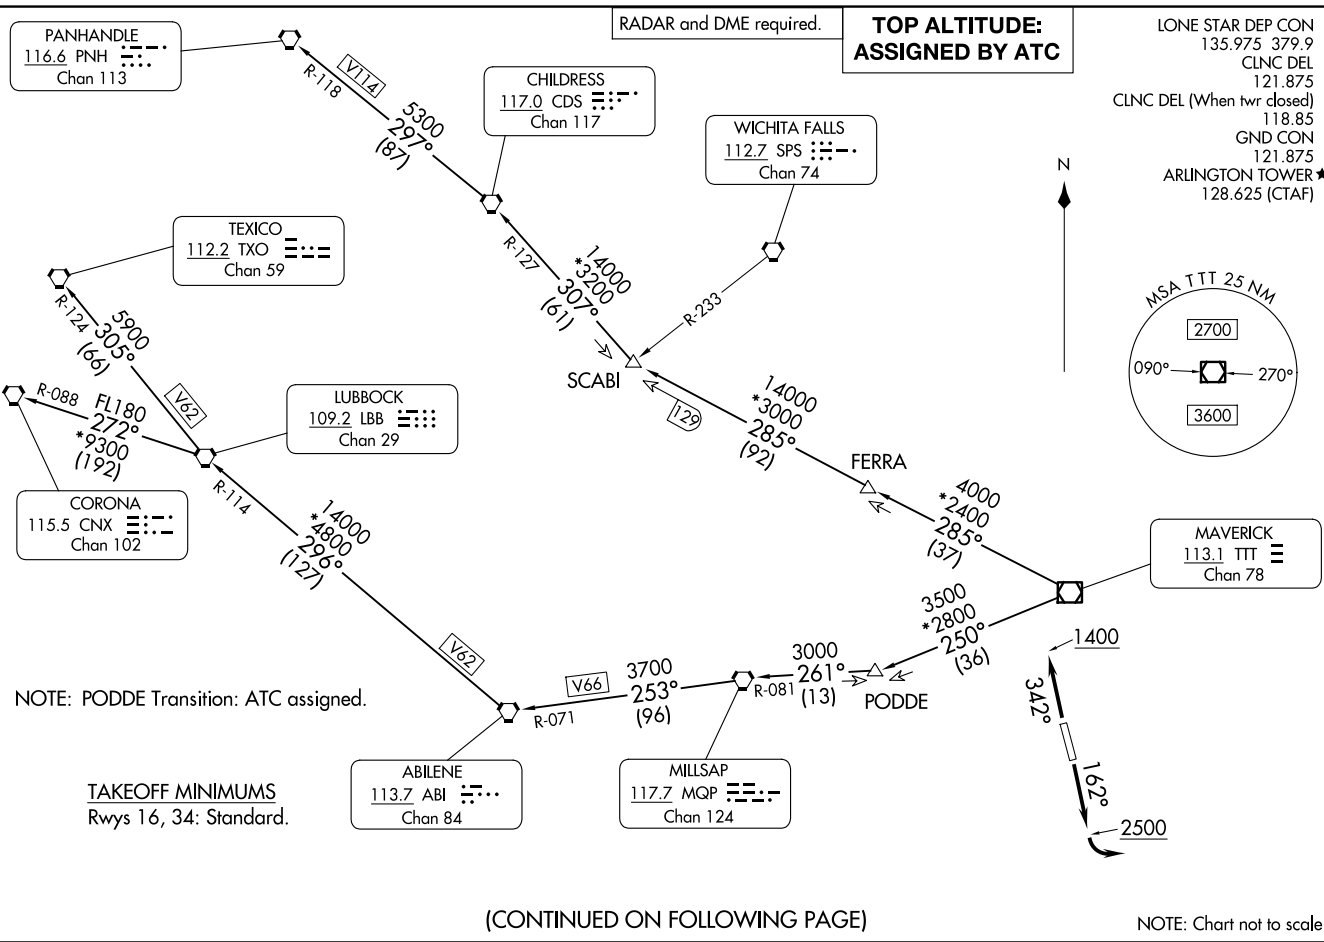 RADAR and DME required.
TOP ALTITUDE:
ASSIGNED BY ATC
LONE STAR DEP CON
135.975 379.9
CLNC DEL
121.875
CLNC DEL (When twr closed)
118.85
GND CON
121.875
ARLINGTON TOWER ★
128.625 (CTAF)
PANHANDLE
116.6 PNH
Chan 113
R-118
V114
5300
297°
(87)
CHILDRESS
117.0 CDS
Chan 117
WICHITA FALLS
112.7 SPS
Chan 74
N
R-127
14000
*3200
307°
(61)
R-233
SCABI
129
TEXICO
112.2 TXO
Chan 59
R-124
5900
305°
(66)
V62
R-088
FL180
272°
*9300
(192)
LUBBOCK
109.2 LBB
Chan 29
CORONA
115.5 CNX
Chan 102
R-114
14000
*4800
296°
(127)
V62
14000
*3000
285°
(92)
FERRA
4000
*2400
285°
(37)
MSA TTT 25 NM
2700
090°
270°
3600
MAVERICK
113.1 TTT
Chan 78
3500
*2800
250°
(36)
PODDE
3000
261°
(13)
R-081
3700
V66
253°
(96)
R-071
1400
342°
162°
2500
NOTE: PODDE Transition: ATC assigned.
ABILENE
113.7 ABI
Chan 84
MILLSAP
117.7 MQP
Chan 124
TAKEOFF MINIMUMS
Rwys 16, 34: Standard.
(CONTINUED ON FOLLOWING PAGE)
NOTE: Chart not to scale